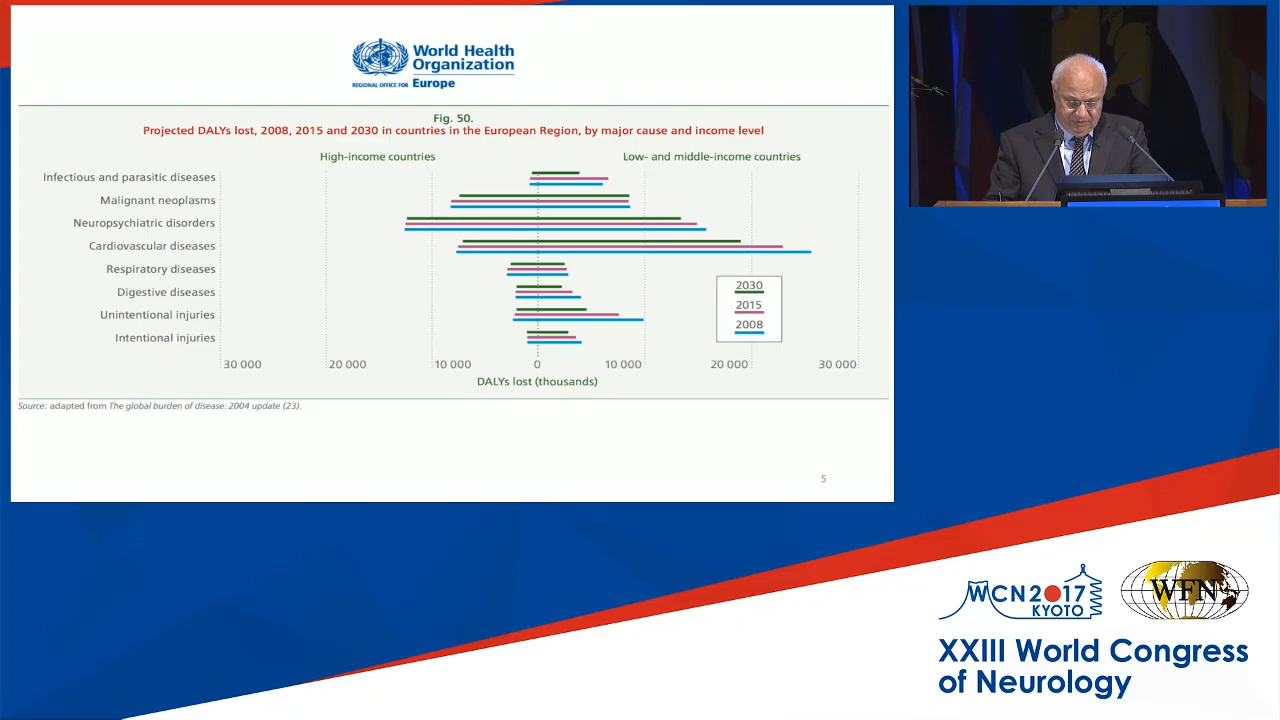 World Health
Organization
REGIONAL OFFICE FOR Europe
Fig. 50.
Projected DALYs lost, 2008, 2015 and 2030 in countries in the European Region, by major cause and income level
High-income countries
Low- and middle-income countries
Infectious and parasitic diseases
Malignant neoplasms
Neuropsychiatric disorders
Cardiovascular diseases
Respiratory diseases
Digestive diseases
Unintentional injuries
Intentional injuries
2030
2015
2008
30 000 20 000 10 000 0 10 000 20 000 30 000
DALYs lost (thousands)
Source: adapted from The global burden of disease: 2004 update (23).
5
WCN2017
KYOTO
WFN
XXIII World Congress
of Neurology